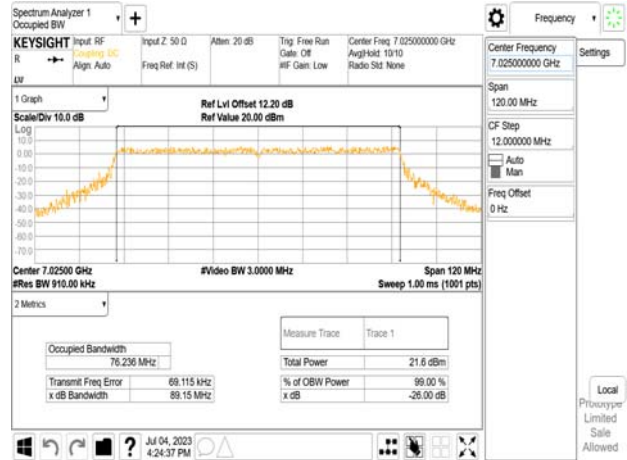 Spectrum Analyzer 1
Occupied BW
Frequency
KEYSIGHT
Input: RF
Coupling: DC
Align: Auto
Input Z: 50 Ω
Freq Ref: Int (S)
Atten: 20 dB
Trig: Free Run
Gate: Off
#IF Gain: Low
Center Freq: 7.025000000 GHz
Avg|Hold: 10/10
Radio Std: None
R
LXI
Center Frequency
7.025000000 GHz
Settings
Span
120.00 MHz
CF Step
12.000000 MHz
Auto
Man
Freq Offset
0 Hz
1 Graph
Scale/Div 10.0 dB
Ref Lvl Offset 12.20 dB
Ref Value 20.00 dBm
Log
10.0
0.00
-10.0
-20.0
-30.0
-40.0
-50.0
-60.0
-70.0
Center 7.02500 GHz
#Res BW 910.00 kHz
#Video BW 3.0000 MHz
Span 120 MHz
Sweep 1.00 ms (1001 pts)
2 Metrics
Measure Trace Trace 1
Occupied Bandwidth
76.236 MHz
Total Power 21.6 dBm
Transmit Freq Error 69.115 kHz
% of OBW Power 99.00 %
x dB Bandwidth 89.15 MHz
x dB -26.00 dB
Local
Prototype
Limited
Sale
Allowed
?
Jul 04, 2023
4:24:37 PM